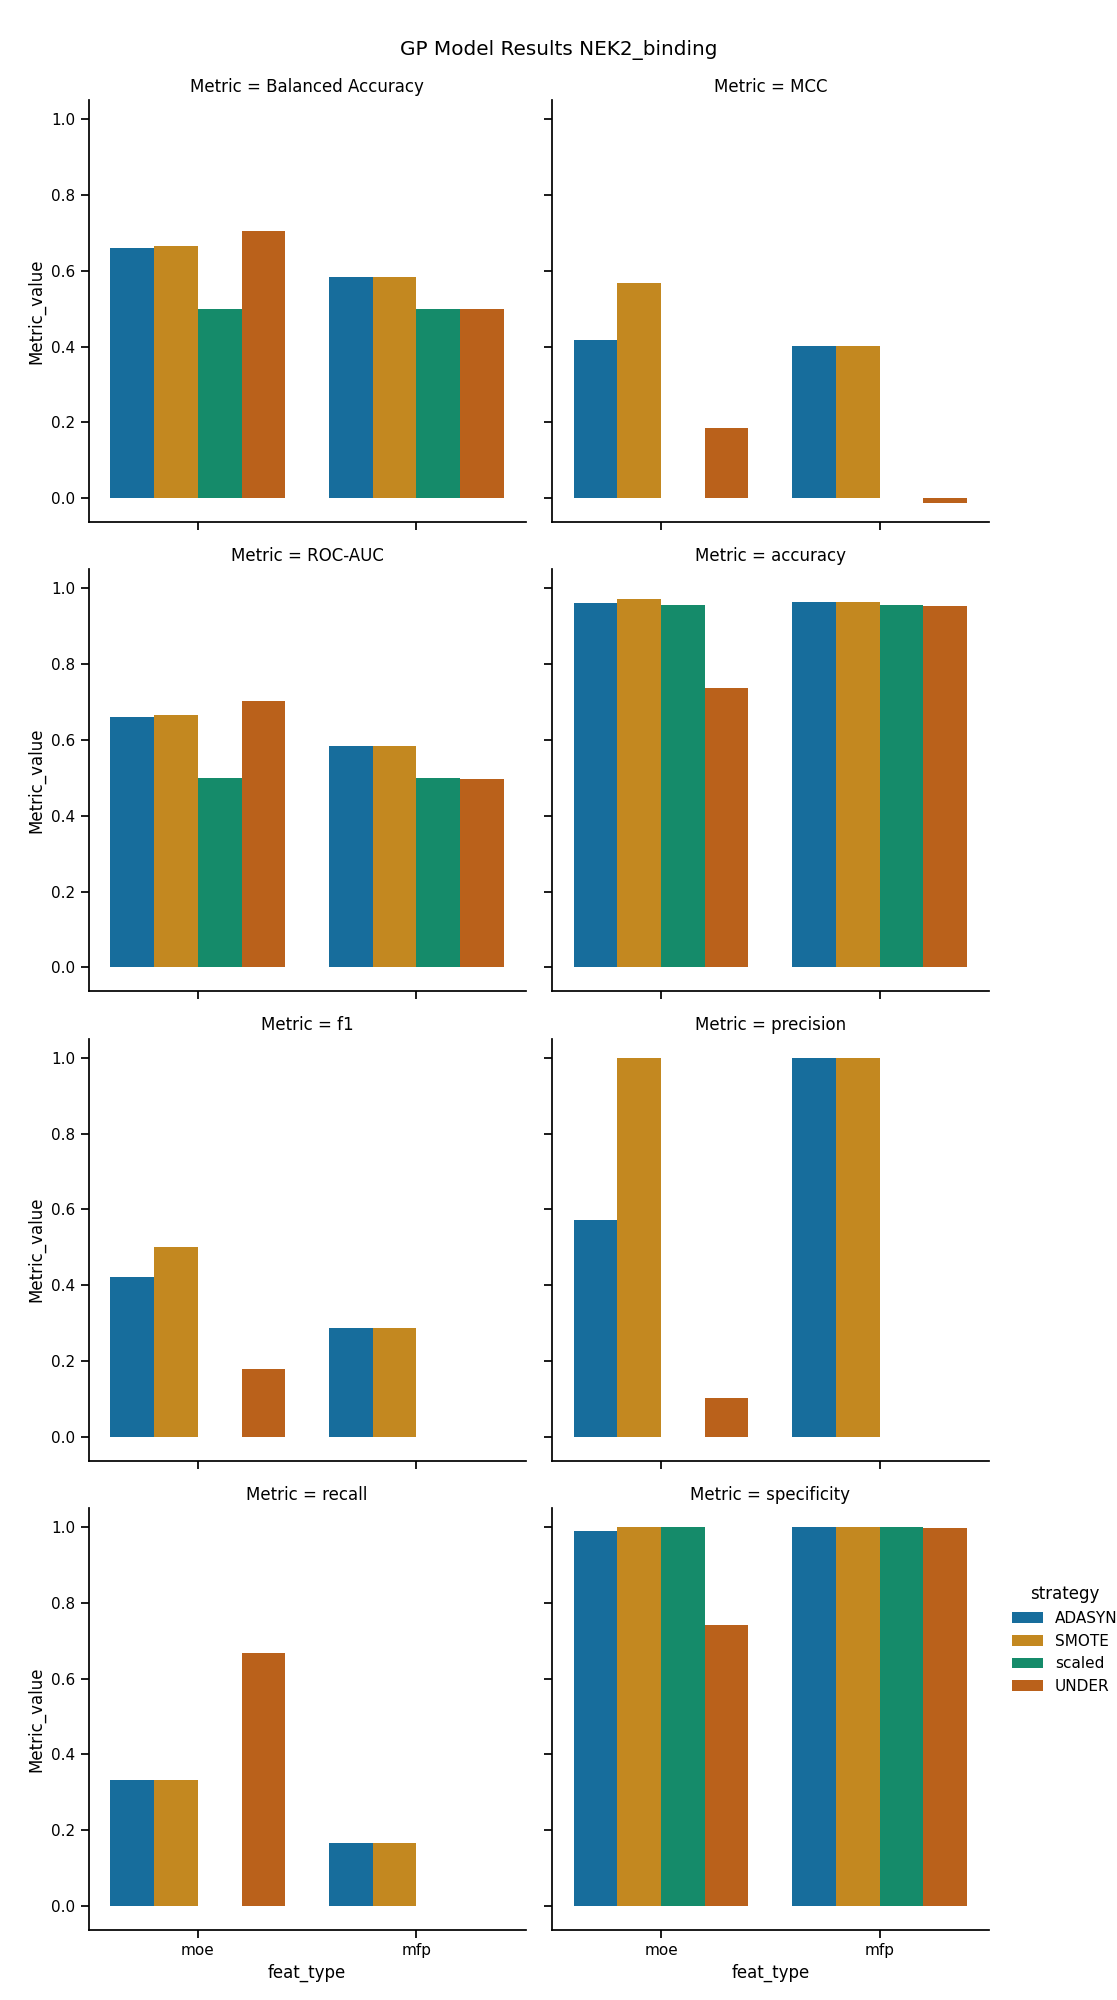 GP Model Results NEK2_binding
Metric = Balanced Accuracy
Metric = MCC
1.0
0.8
0.6
0.4
0.2
0.0
Metric_value
Metric = ROC-AUC
Metric = accuracy
1.0
0.8
0.6
0.4
0.2
0.0
Metric_value
Metric = f1
Metric = precision
1.0
0.8
0.6
0.4
0.2
0.0
Metric_value
Metric = recall
Metric = specificity
1.0
0.8
0.6
0.4
0.2
0.0
Metric_value
moe
mfp
feat_type
moe
mfp
feat_type
strategy
ADASYN
SMOTE
scaled
UNDER